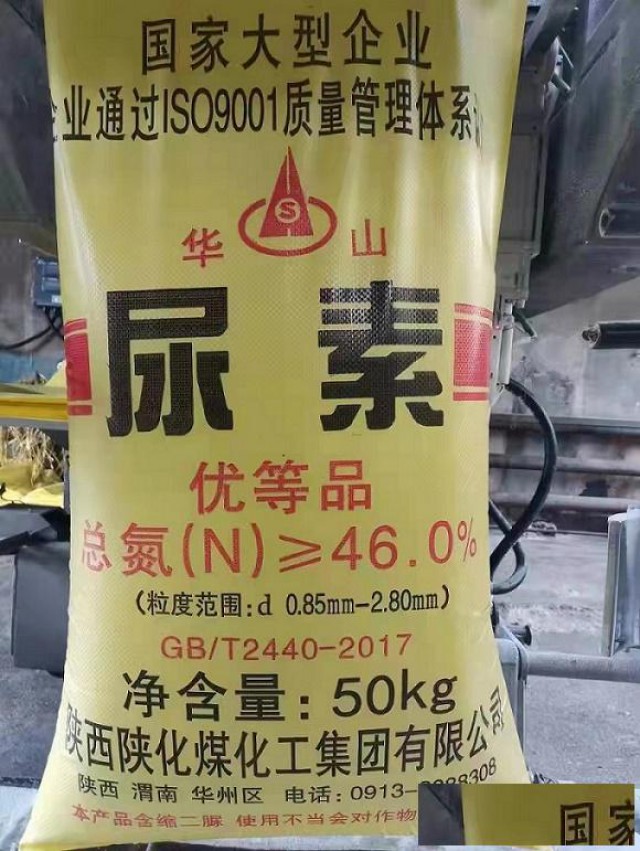 国家大型企业
企业通过ISO9001质量管理体系
S
华 山
尿 素
优等品
总氮(N)≥46.0%
(粒度范围:d 0.85mm-2.80mm)
GB/T2440-2017
净含量:50kg
陕西陕化煤化工集团有限公司
陕西 渭南 华州区 电话:0913-
本产品含缩二脲 使用不当会对作物
国家